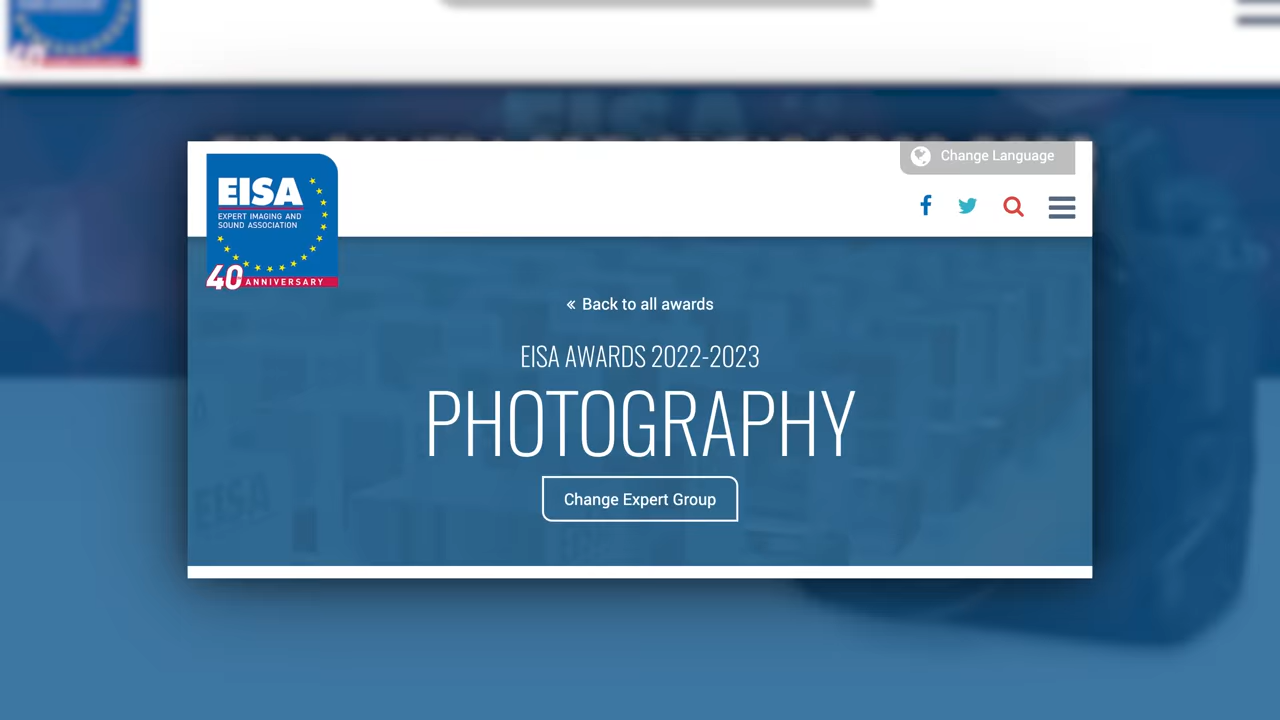 Change Language
EISA
EXPERT IMAGING AND
SOUND ASSOCIATION
40 ANNIVERSARY
« Back to all awards
EISA AWARDS 2022-2023
PHOTOGRAPHY
Change Expert Group
EISA